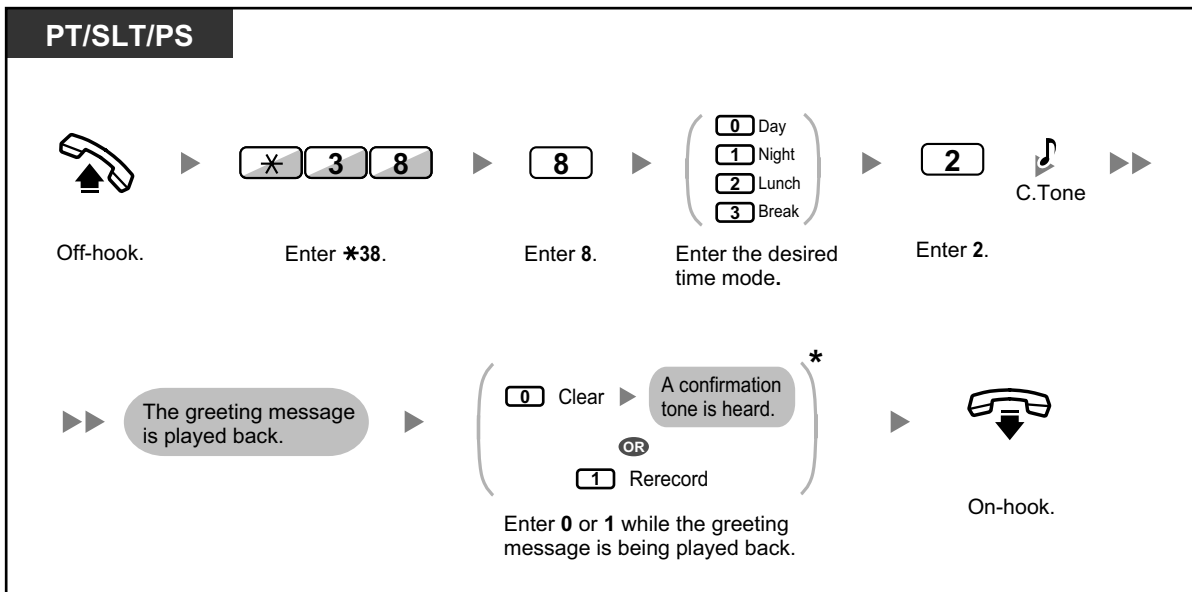 PT/SLT/PS
* 3 8
8
0 Day
1 Night
2 Lunch
3 Break
2
C.Tone
Off-hook.
Enter *38.
Enter 8.
Enter the desired
time mode.
Enter 2.
The greeting message
is played back.
0 Clear
A confirmation
tone is heard.
*
OR
1 Rerecord
Enter 0 or 1 while the greeting
message is being played back.
On-hook.